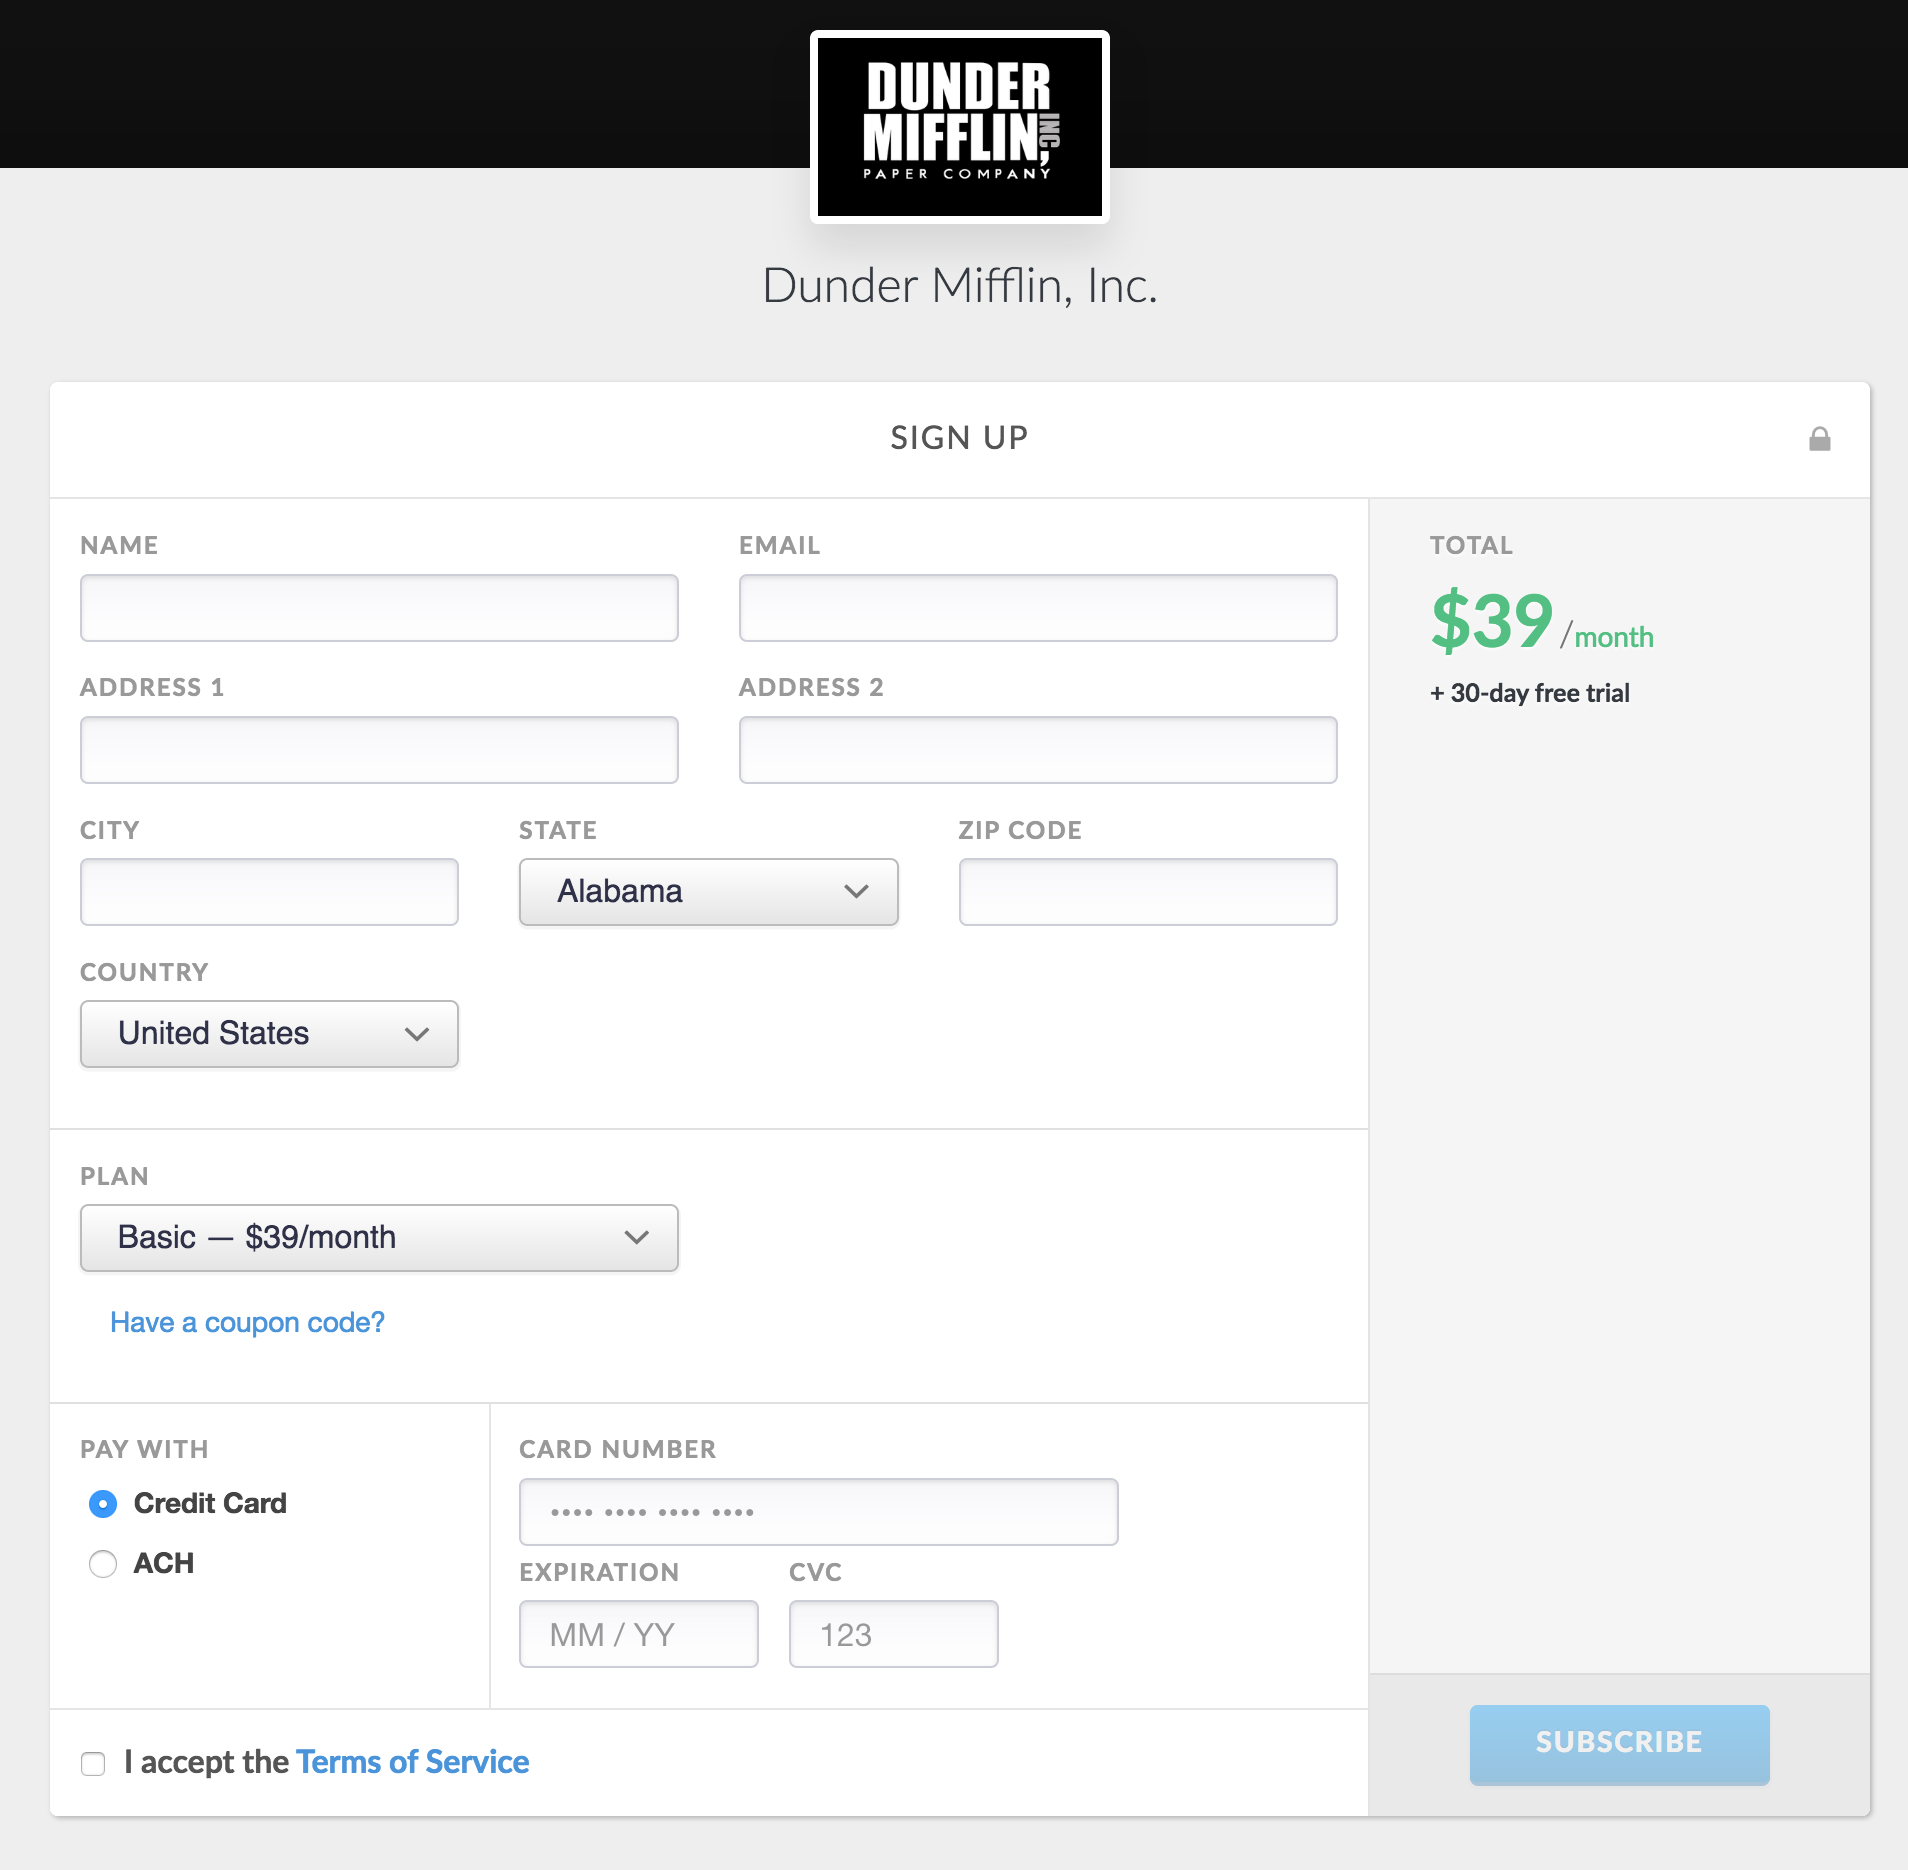 DUNDER
MIFFLIN, INC
PAPER COMPANY
Dunder Mifflin, Inc.
SIGN UP
NAME
EMAIL
TOTAL
$39 /month
+ 30-day free trial
ADDRESS 1
ADDRESS 2
CITY
STATE
ZIP CODE
Alabama
COUNTRY
United States
PLAN
Basic — $39/month
Have a coupon code?
PAY WITH
Credit Card
ACH
CARD NUMBER
•••• •••• •••• ••••
EXPIRATION
CVC
MM / YY
123
I accept the Terms of Service
SUBSCRIBE